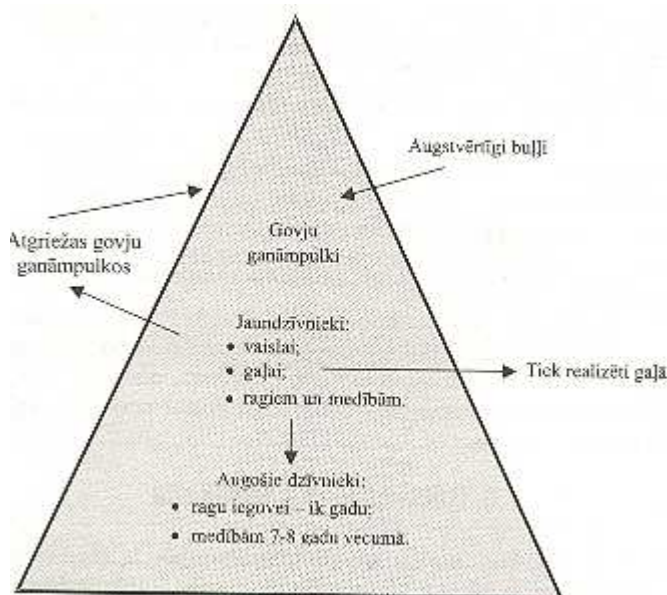 Augstvērtīgi buļļi
Govju
ganāmpulki
Atgriežas govju
ganāmpulkos
Jaundzīvnieki:
• vaislai;
• gaļai;
• ragiem un medībām.
Tiek realizēti gaļā
Augošie dzīvnieki:
• ragu ieguvei – ik gadu:
• medībām 7-8 gadu vecumā.